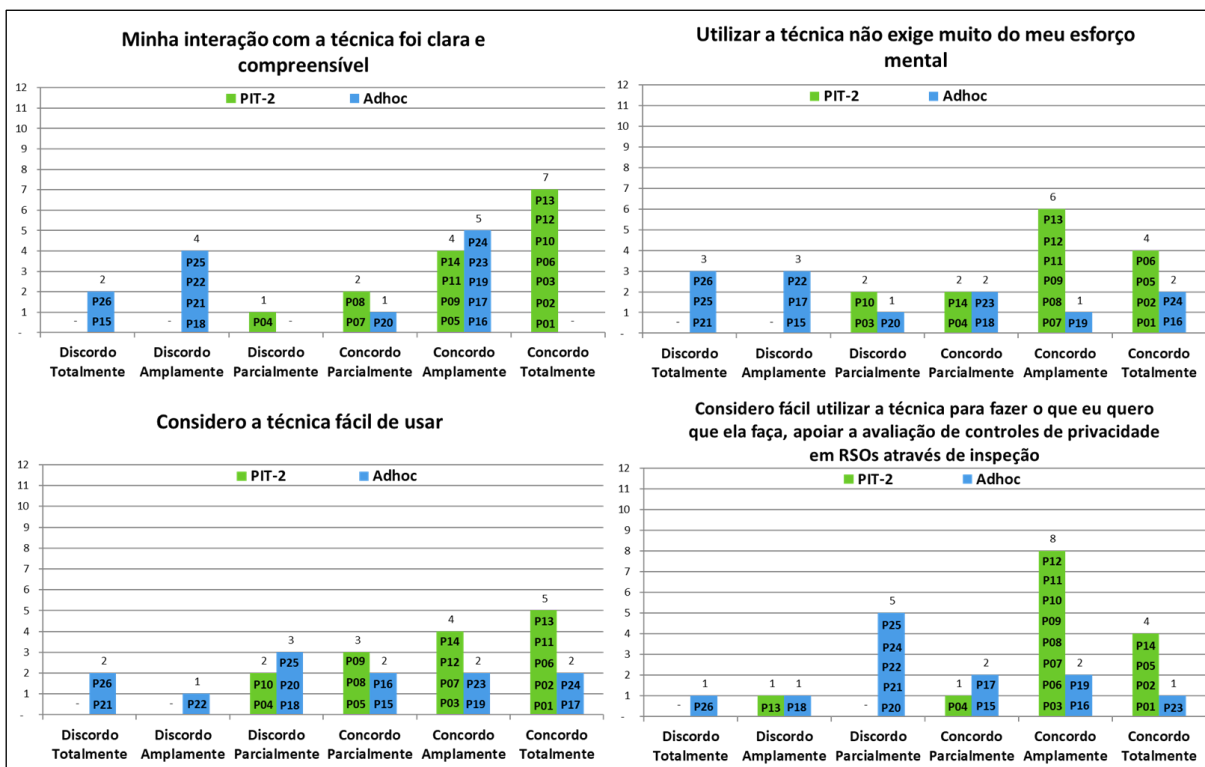 Minha interação com a técnica foi clara e
compreensível
PIT-2 Adhoc
12
11
10
9
8
7
6
5
4
3
2
1
-
- 2 - 4 1 - 2 1 4 5 7 -
P26
P15
P25
P22
P21
P18
P04
P08
P07
P20
P14
P11
P09
P05
P24
P23
P19
P17
P16
P13
P12
P10
P06
P03
P02
P01
Discordo Discordo Discordo Concordo Concordo Concordo
Totalmente Amplamente Parcialmente Parcialmente Amplamente Totalmente
Utilizar a técnica não exige muito do meu esforço
mental
PIT-2 Adhoc
12
11
10
9
8
7
6
5
4
3
2
1
-
- 3 - 3 2 1 2 2 6 1 4 2
P26
P25
P21
P22
P17
P15
P10
P03
P20
P14
P04
P23
P18
P13
P12
P11
P09
P08
P07
P19
P06
P05
P02
P01
P24
P16
Discordo Discordo Discordo Concordo Concordo Concordo
Totalmente Amplamente Parcialmente Parcialmente Amplamente Totalmente
Considero a técnica fácil de usar
PIT-2 Adhoc
12
11
10
9
8
7
6
5
4
3
2
1
-
- 2 - 1 2 3 3 2 4 2 5 2
P26
P21
P22
P10
P04
P25
P20
P18
P09
P08
P05
P16
P15
P14
P12
P07
P03
P23
P19
P13
P11
P06
P02
P01
P24
P17
Discordo Discordo Discordo Concordo Concordo Concordo
Totalmente Amplamente Parcialmente Parcialmente Amplamente Totalmente
Considero fácil utilizar a técnica para fazer o que eu quero
que ela faça, apoiar a avaliação de controles de privacidade
em RSOs através de inspeção
PIT-2 Adhoc
12
11
10
9
8
7
6
5
4
3
2
1
-
- 1 1 1 - 5 1 2 8 2 4 1
P26
P13
P18
P25
P24
P22
P21
P20
P04
P17
P15
P12
P11
P10
P09
P08
P07
P06
P03
P19
P16
P14
P05
P02
P01
P23
Discordo Discordo Discordo Concordo Concordo Concordo
Totalmente Amplamente Parcialmente Parcialmente Amplamente Totalmente